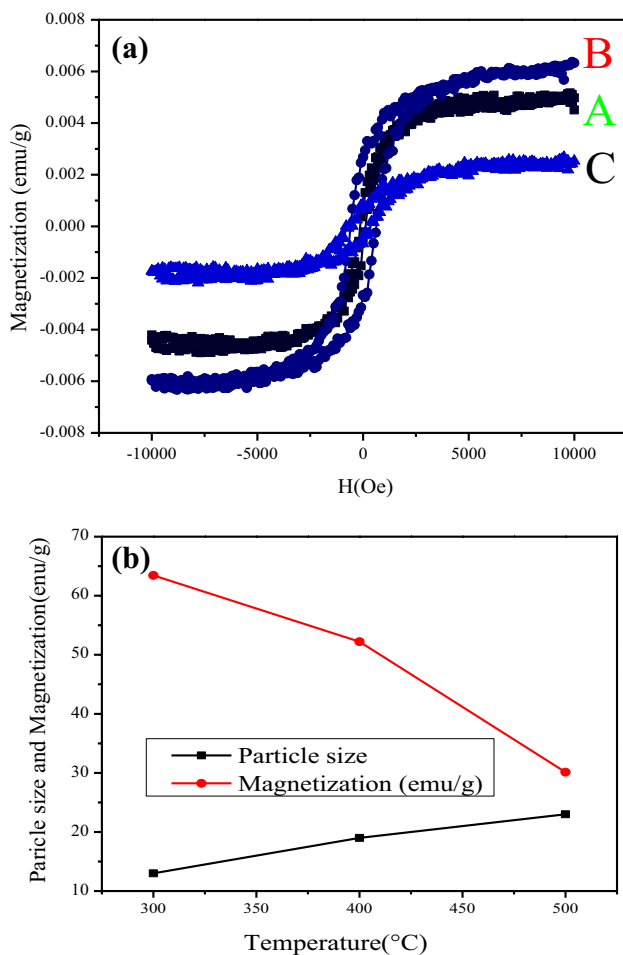 (a)
B
A
C
0.008
0.006
0.004
0.002
0.000
-0.002
-0.004
-0.006
-0.008
Magnetization (emu/g)
-10000 -5000 0 5000 10000
H(Oe)
(b)
70
60
50
40
30
20
10
Paricle size and Magnetization(enu/g)
Particle size
Magnetization (emu/g)
300 350 400 450 500
Temperature(°C)